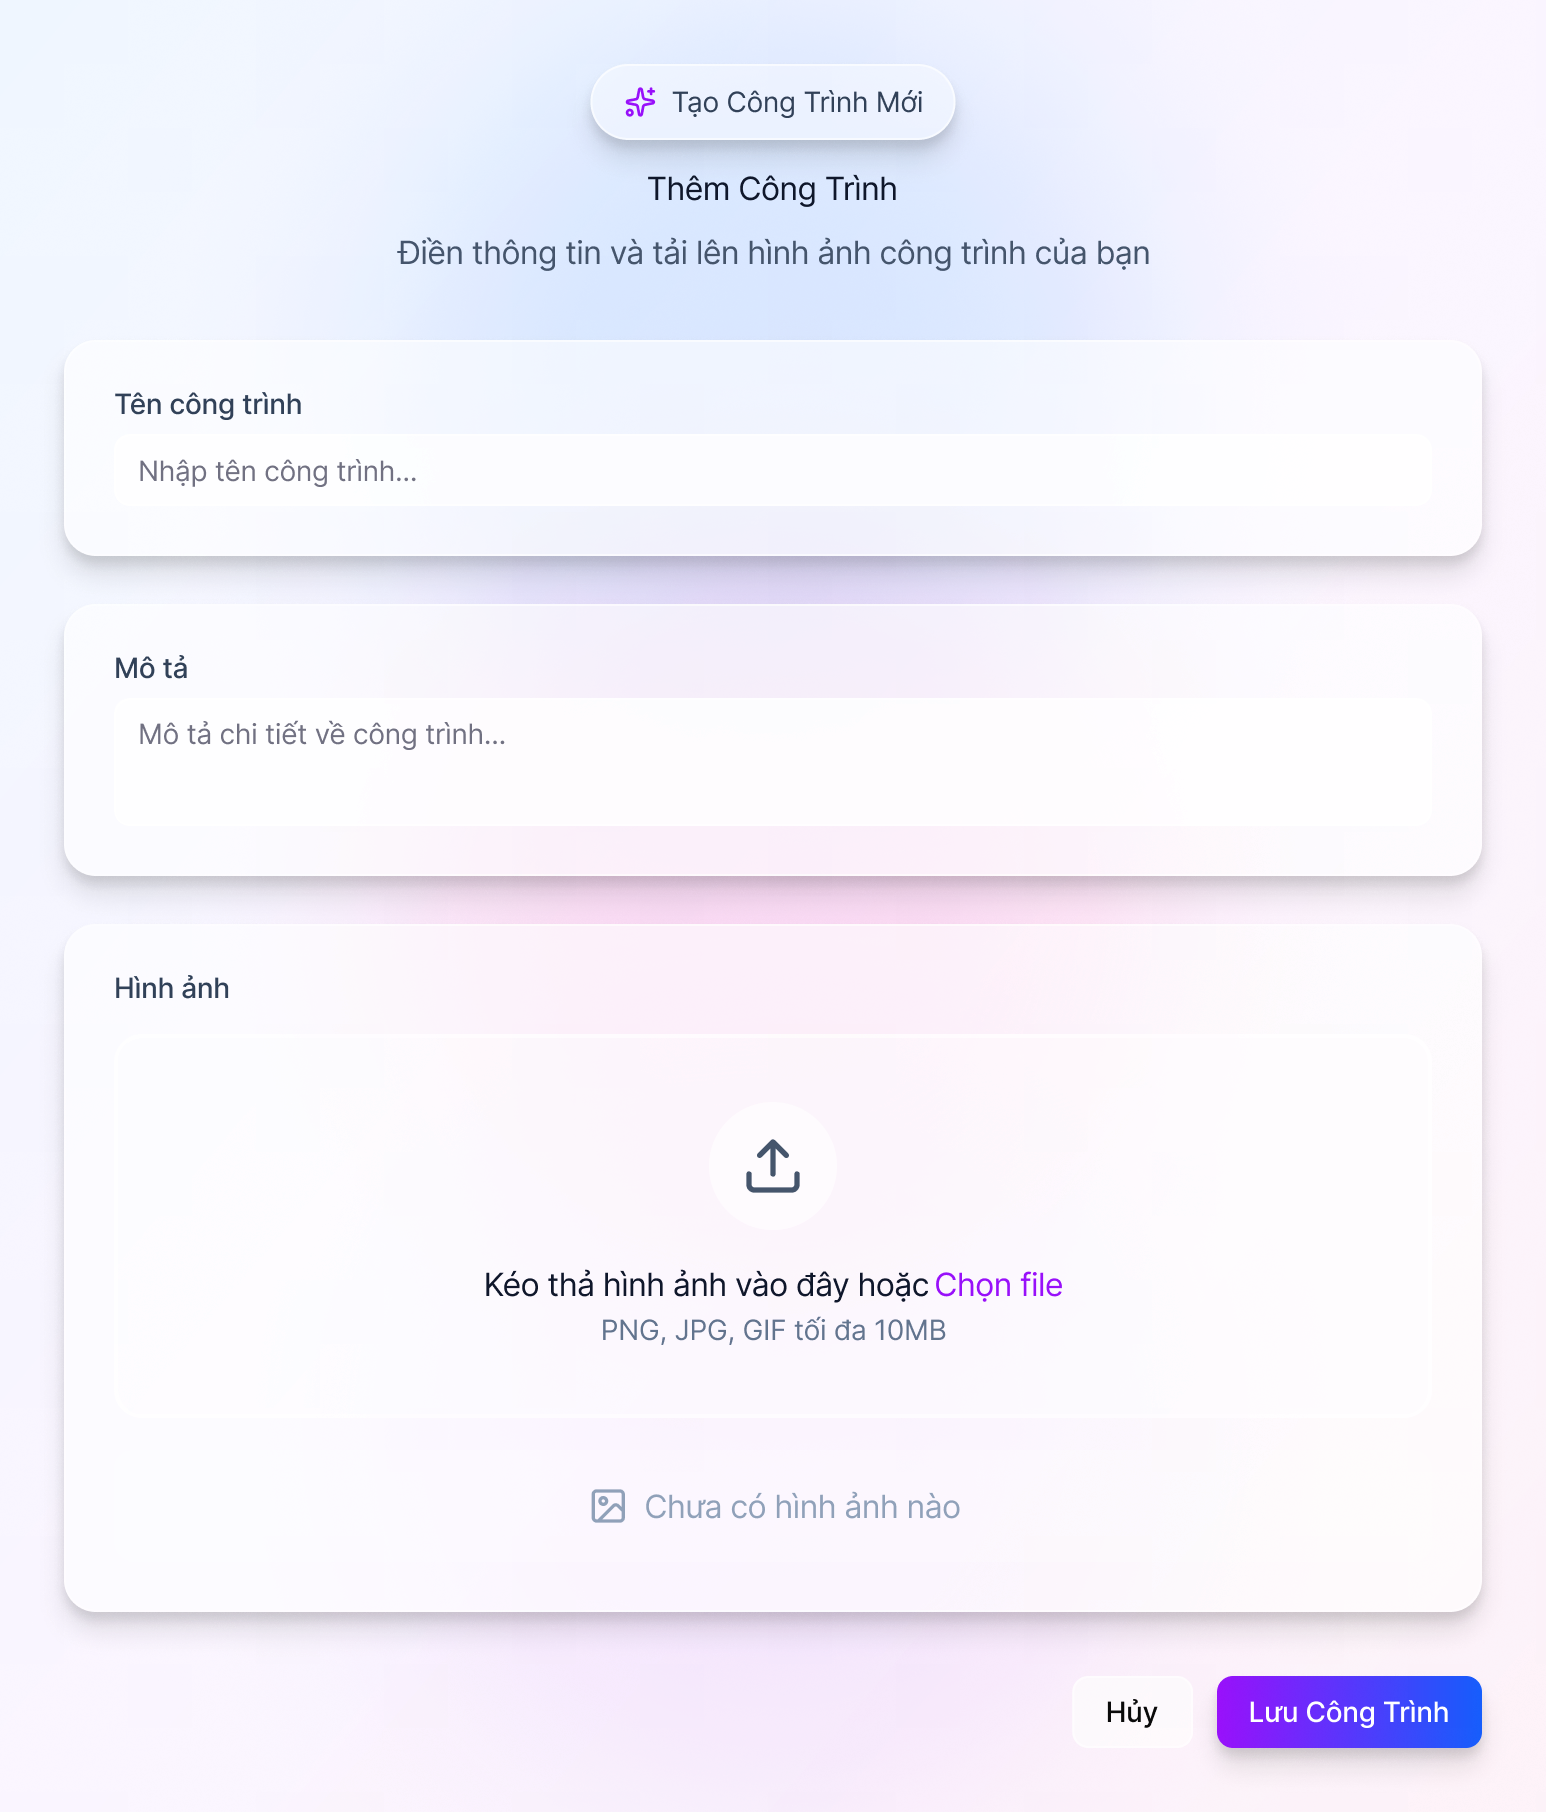 Tạo Công Trình Mới
Thêm Công Trình
Điền thông tin và tải lên hình ảnh công trình của bạn
Tên công trình
Nhập tên công trình...
Mô tả
Mô tả chi tiết về công trình...
Hình ảnh
Kéo thả hình ảnh vào đây hoặc Chọn file
PNG, JPG, GIF tối đa 10MB
Chưa có hình ảnh nào
Hủy
Lưu Công Trình